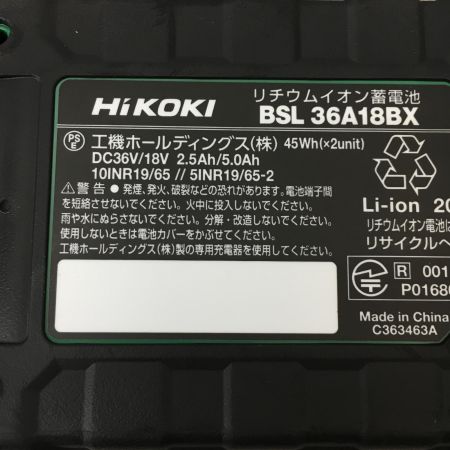 HiKOKI
リチウムイオン蓄電池
BSL 36A18BX
PS E
工機ホールディングス(株) 45Wh(×2unit)
DC36V/18V 2.5Ah/5.0Ah
10INR19/65 // 5INR19/65-2
⚠警告 ● 発煙、発火、破裂などの恐れがあります。電池端子間
を短絡させないでください。火中に投入しないください。
雨や水にぬらさないでください。分解・改造しないでください。
使用しないときは電池カバーをかぶせてください。
工機ホールディングス(株)製の専用充電器を使用してください。
Li-ion 20
リチウムイオン電池は
リサイクルへ
R 001
P0168
Made in China
C363463A